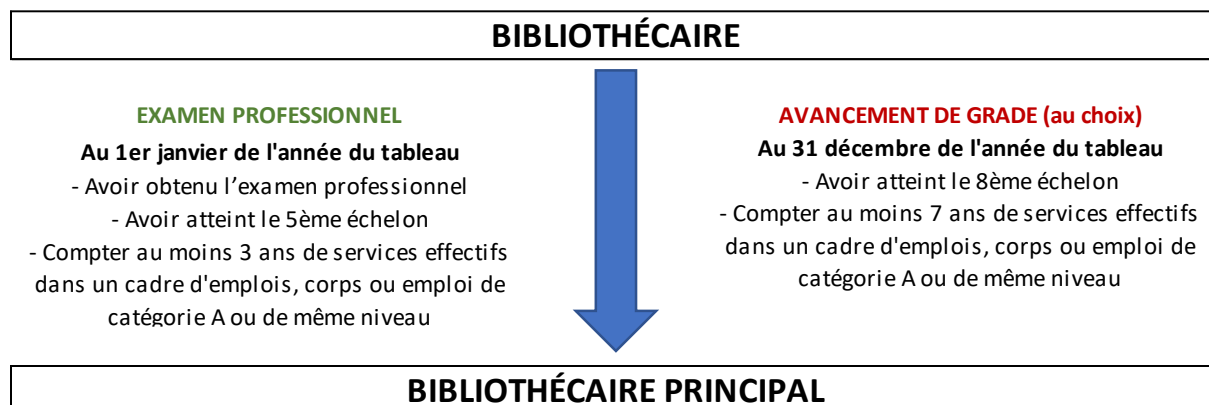 BIBLIOTHÉCAIRE
EXAMEN PROFESSIONNEL
Au 1er janvier de l'année du tableau
- Avoir obtenu l’examen professionnel
- Avoir atteint le 5ème échelon
- Compter au moins 3 ans de services effectifs
dans un cadre d'emplois, corps ou emploi de
catégorie A ou de même niveau
AVANCEMENT DE GRADE (au choix)
Au 31 décembre de l'année du tableau
- Avoir atteint le 8ème échelon
- Compter au moins 7 ans de services effectifs
dans un cadre d'emplois, corps ou emploi de
catégorie A ou de même niveau
BIBLIOTHÉCAIRE PRINCIPAL